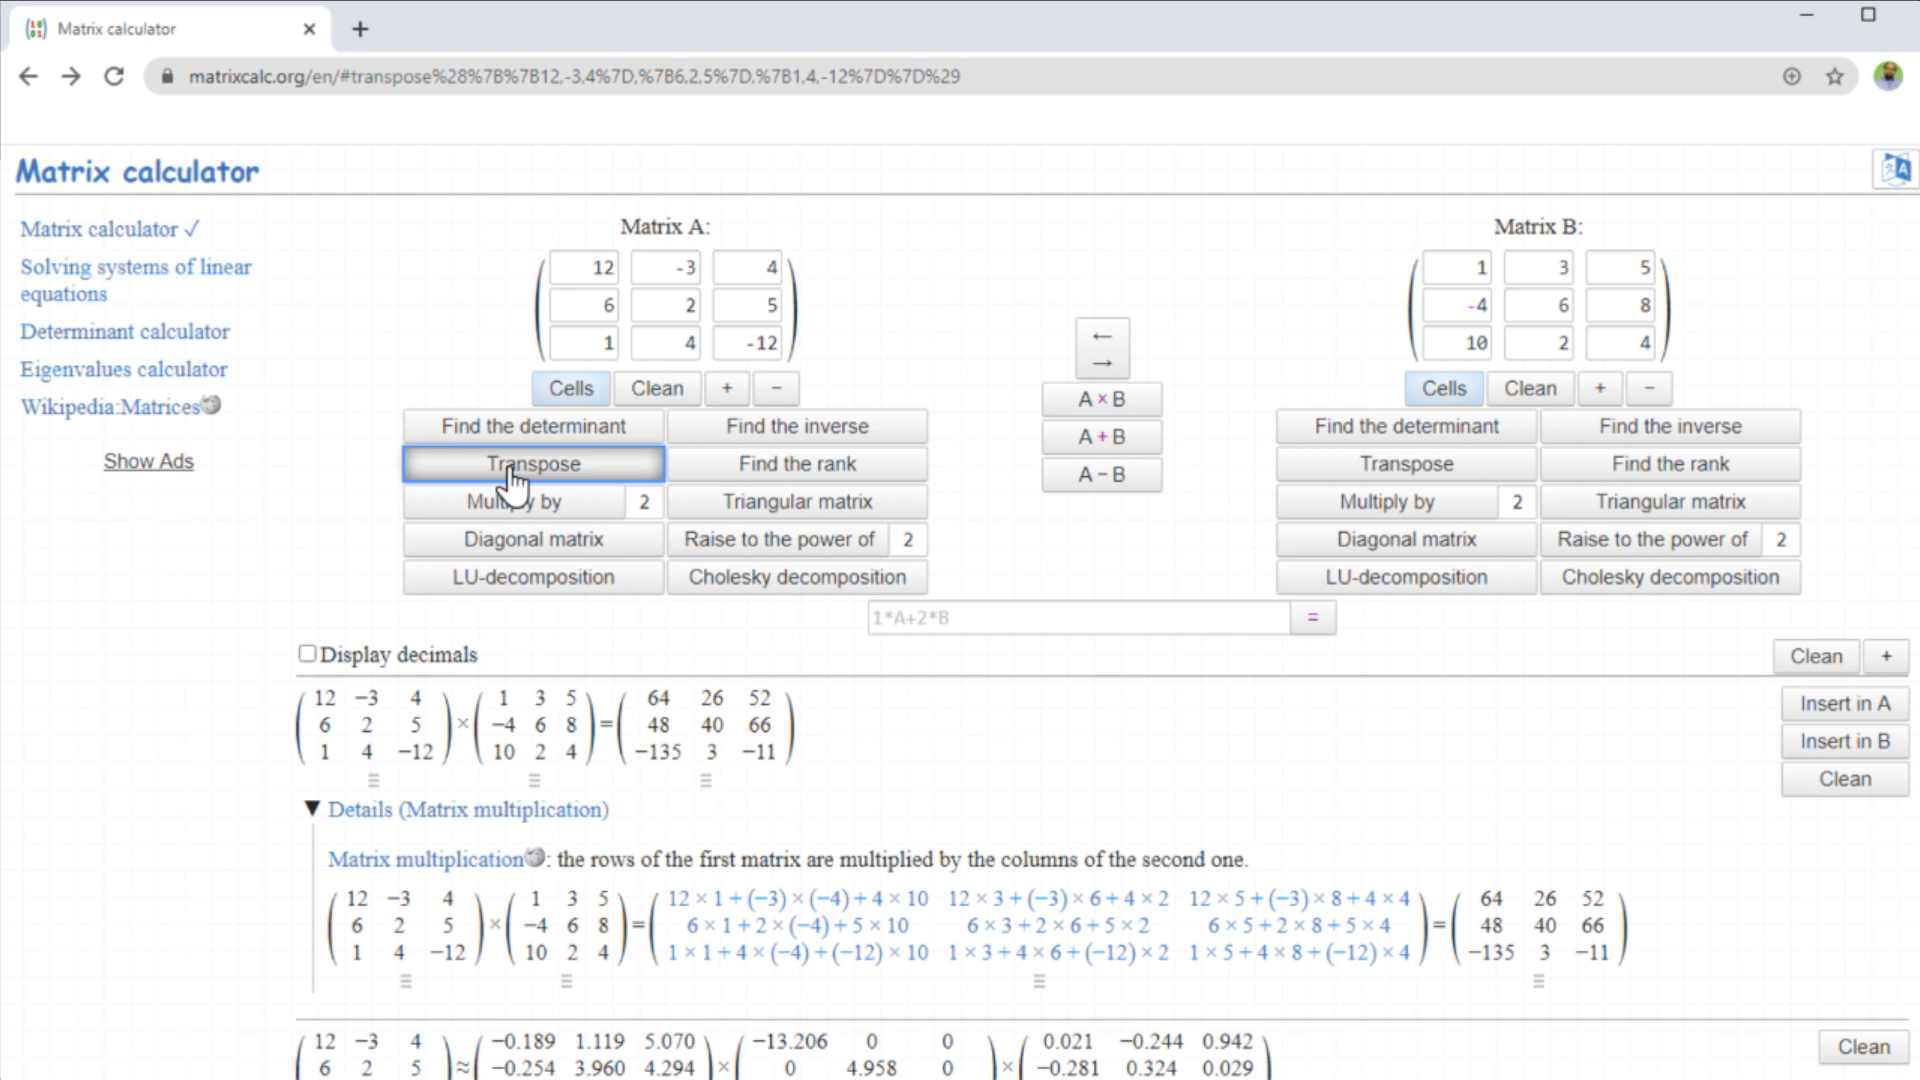 Matrix calculator
matrixcalc.org/en/#transpose%28%7B%7B12,-3,4%7D,%7B6,2,5%7D,%7B1,4,-12%7D%7D%29
Matrix calculator
Matrix calculator ✓
Solving systems of linear
equations
Determinant calculator
Eigenvalues calculator
Wikipedia:Matrices
Show Ads
Matrix A:
12 -3 4
6 2 5
1 4 -12
Cells Clean + −
Find the determinant Find the inverse
Transpose Find the rank
Multiply by 2 Triangular matrix
Diagonal matrix Raise to the power of 2
LU-decomposition Cholesky decomposition
←
→
A × B
A + B
A − B
Matrix B:
1 3 5
-4 6 8
10 2 4
Cells Clean + −
Find the determinant Find the inverse
Transpose Find the rank
Multiply by 2 Triangular matrix
Diagonal matrix Raise to the power of 2
LU-decomposition Cholesky decomposition
1*A+2*B =
Display decimals
Clean +
12 −3 4 1 3 5 64 26 52
6 2 5 × −4 6 8 = 48 40 66
1 4 −12 10 2 4 −135 3 −11
Insert in A
Insert in B
Clean
▼ Details (Matrix multiplication)
Matrix multiplication: the rows of the first matrix are multiplied by the columns of the second one.
12 −3 4 1 3 5 12 × 1 + (−3) × (−4) + 4 × 10 12 × 3 + (−3) × 6 + 4 × 2 12 × 5 + (−3) × 8 + 4 × 4 64 26 52
6 2 5 × −4 6 8 = 6 × 1 + 2 × (−4) + 5 × 10 6 × 3 + 2 × 6 + 5 × 2 6 × 5 + 2 × 8 + 5 × 4 = 48 40 66
1 4 −12 10 2 4 1 × 1 + 4 × (−4) + (−12) × 10 1 × 3 + 4 × 6 + (−12) × 2 1 × 5 + 4 × 8 + (−12) × 4 −135 3 −11
12 −3 4 −0.189 1.119 5.070 −13.206 0 0 0.021 −0.244 0.942
6 2 5 ≈ −0.254 3.960 4.294 × 0 4.958 0 × −0.281 0.324 0.029
Clean